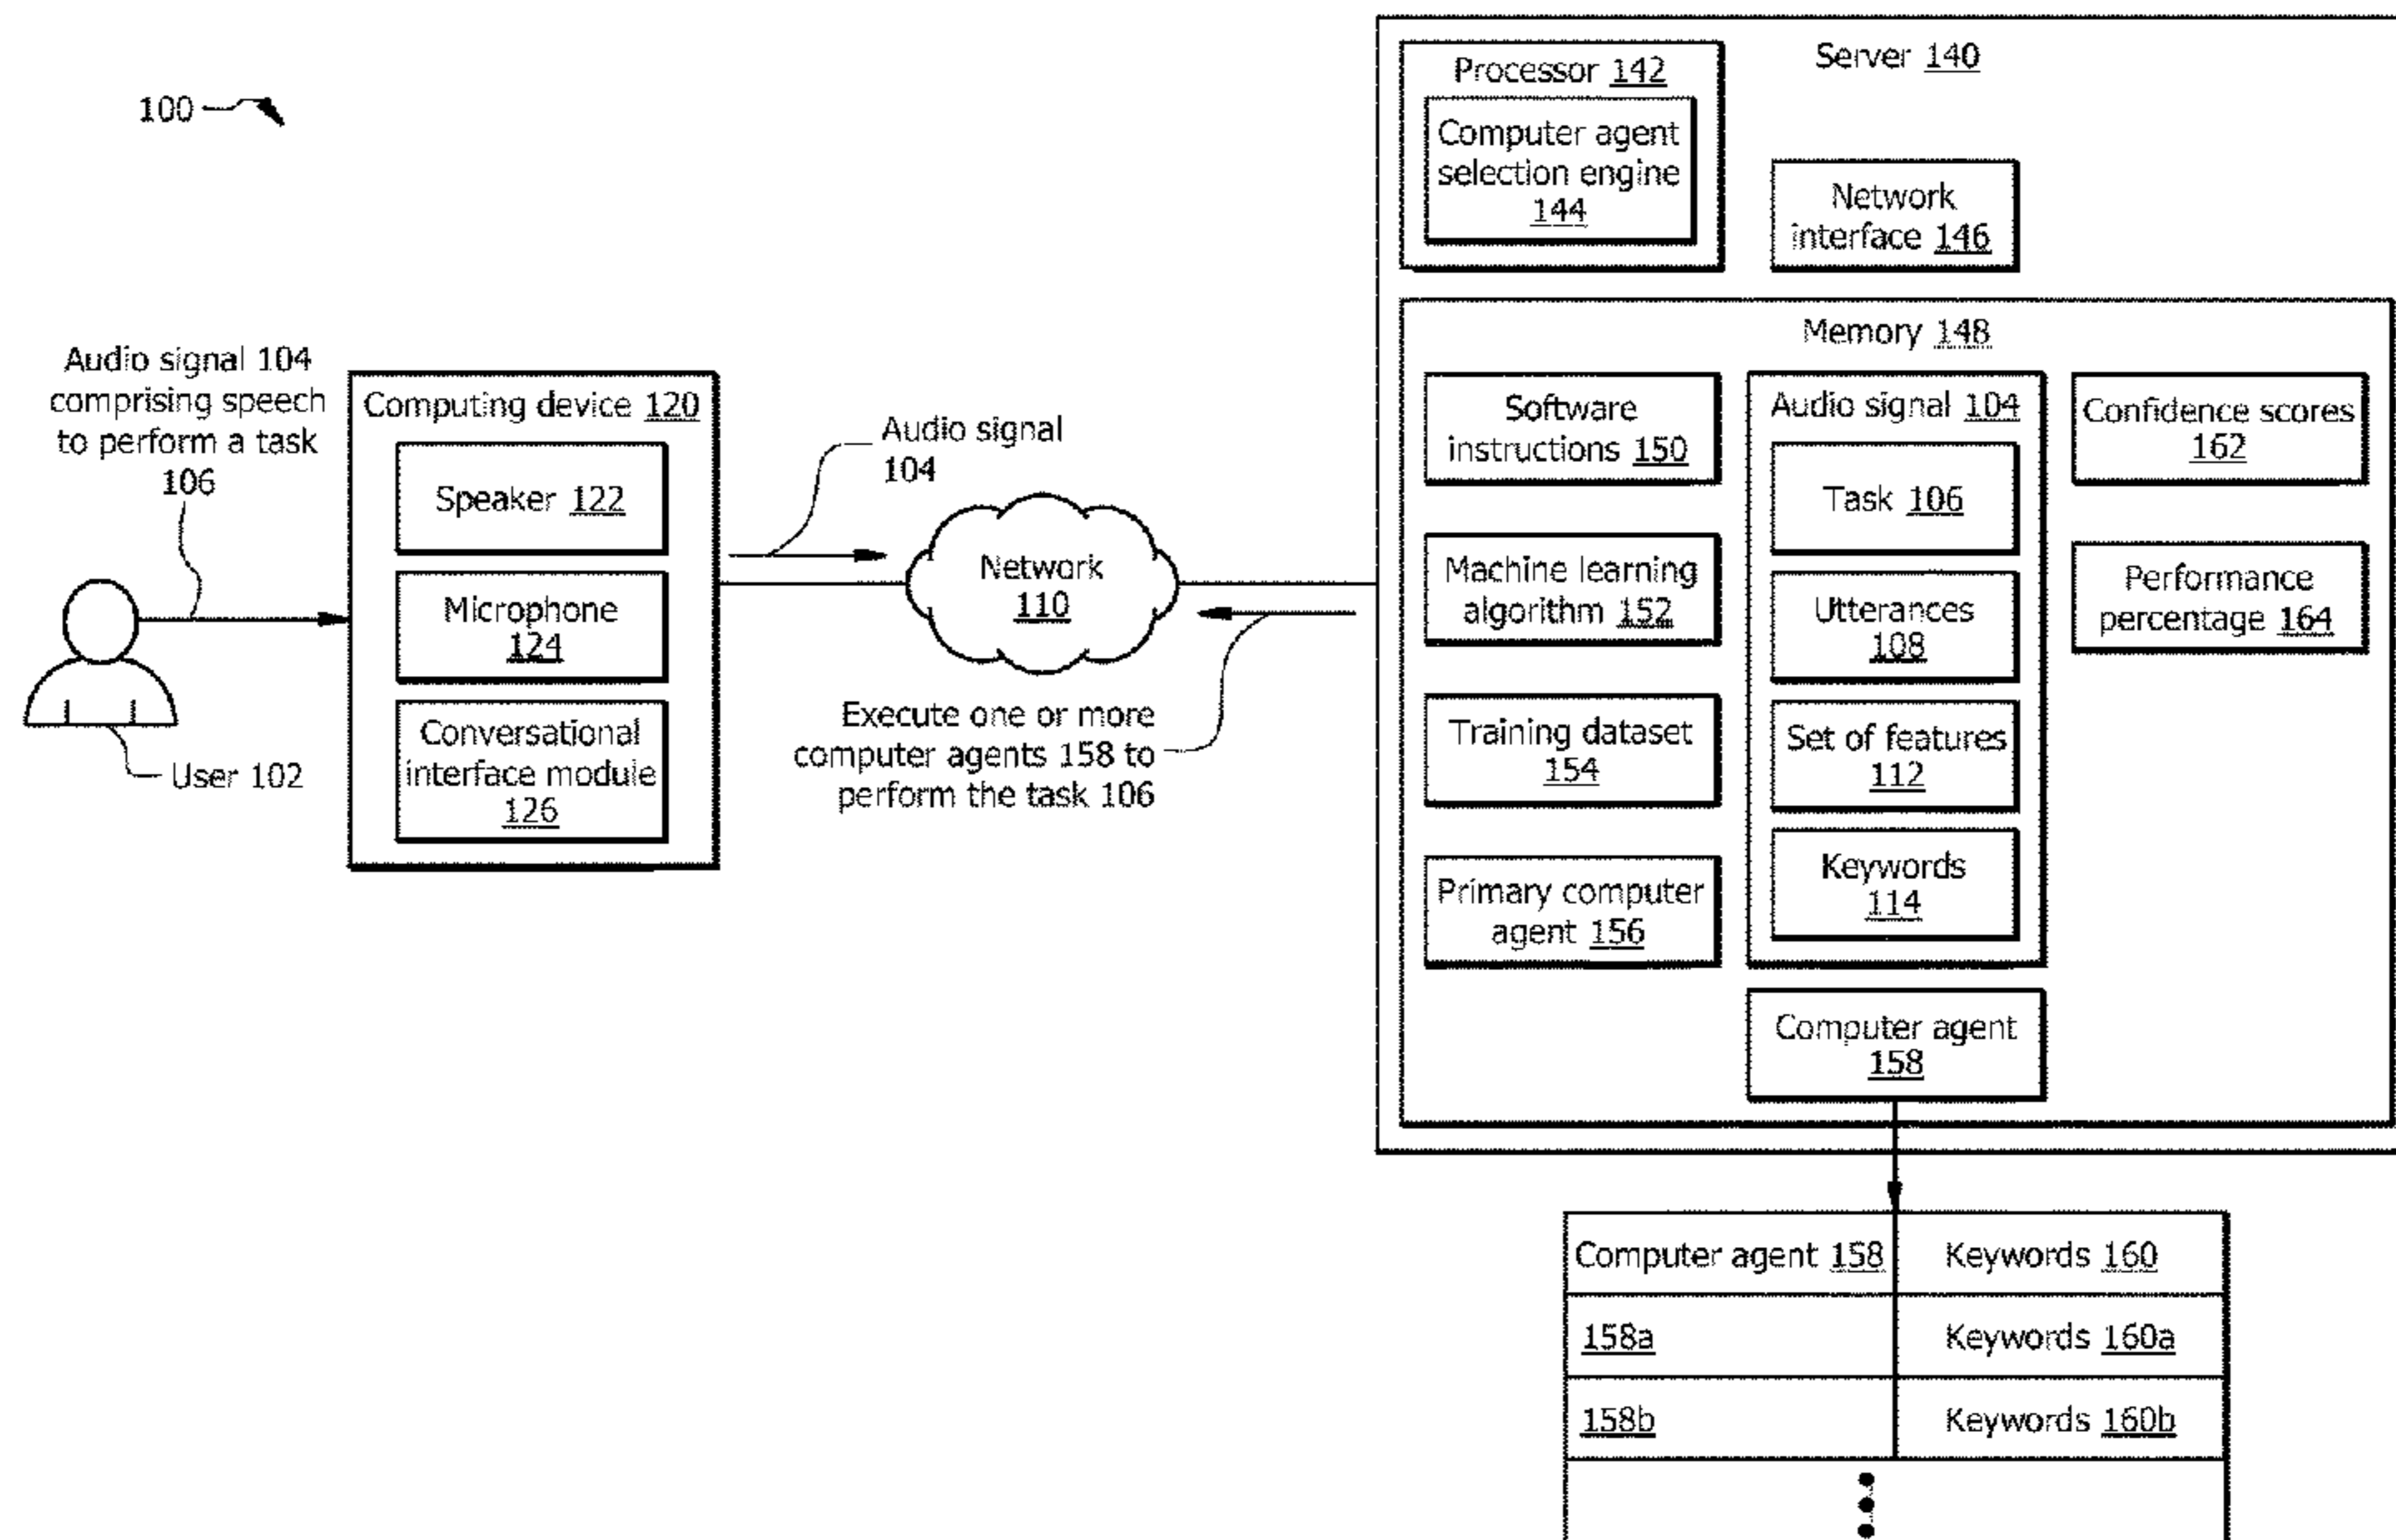 100
Audio signal 104
comprising speech
to perform a task
106
User 102
Computing device 120
Speaker 122
Microphone
124
Conversational
interface module
126
Audio signal
104
Network
110
Execute one or more
computer agents 158 to
perform the task 106
Server 140
Processor 142
Computer agent
selection engine
144
Network
interface 146
Memory 148
Software
instructions 150
Machine learning
algorithm 152
Training dataset
154
Primary computer
agent 156
Audio signal 104
Task 106
Utterances
108
Set of features
112
Keywords
114
Confidence scores
162
Performance
percentage 164
Computer agent
158
Computer agent 158 Keywords 160
158a Keywords 160a
158b Keywords 160b